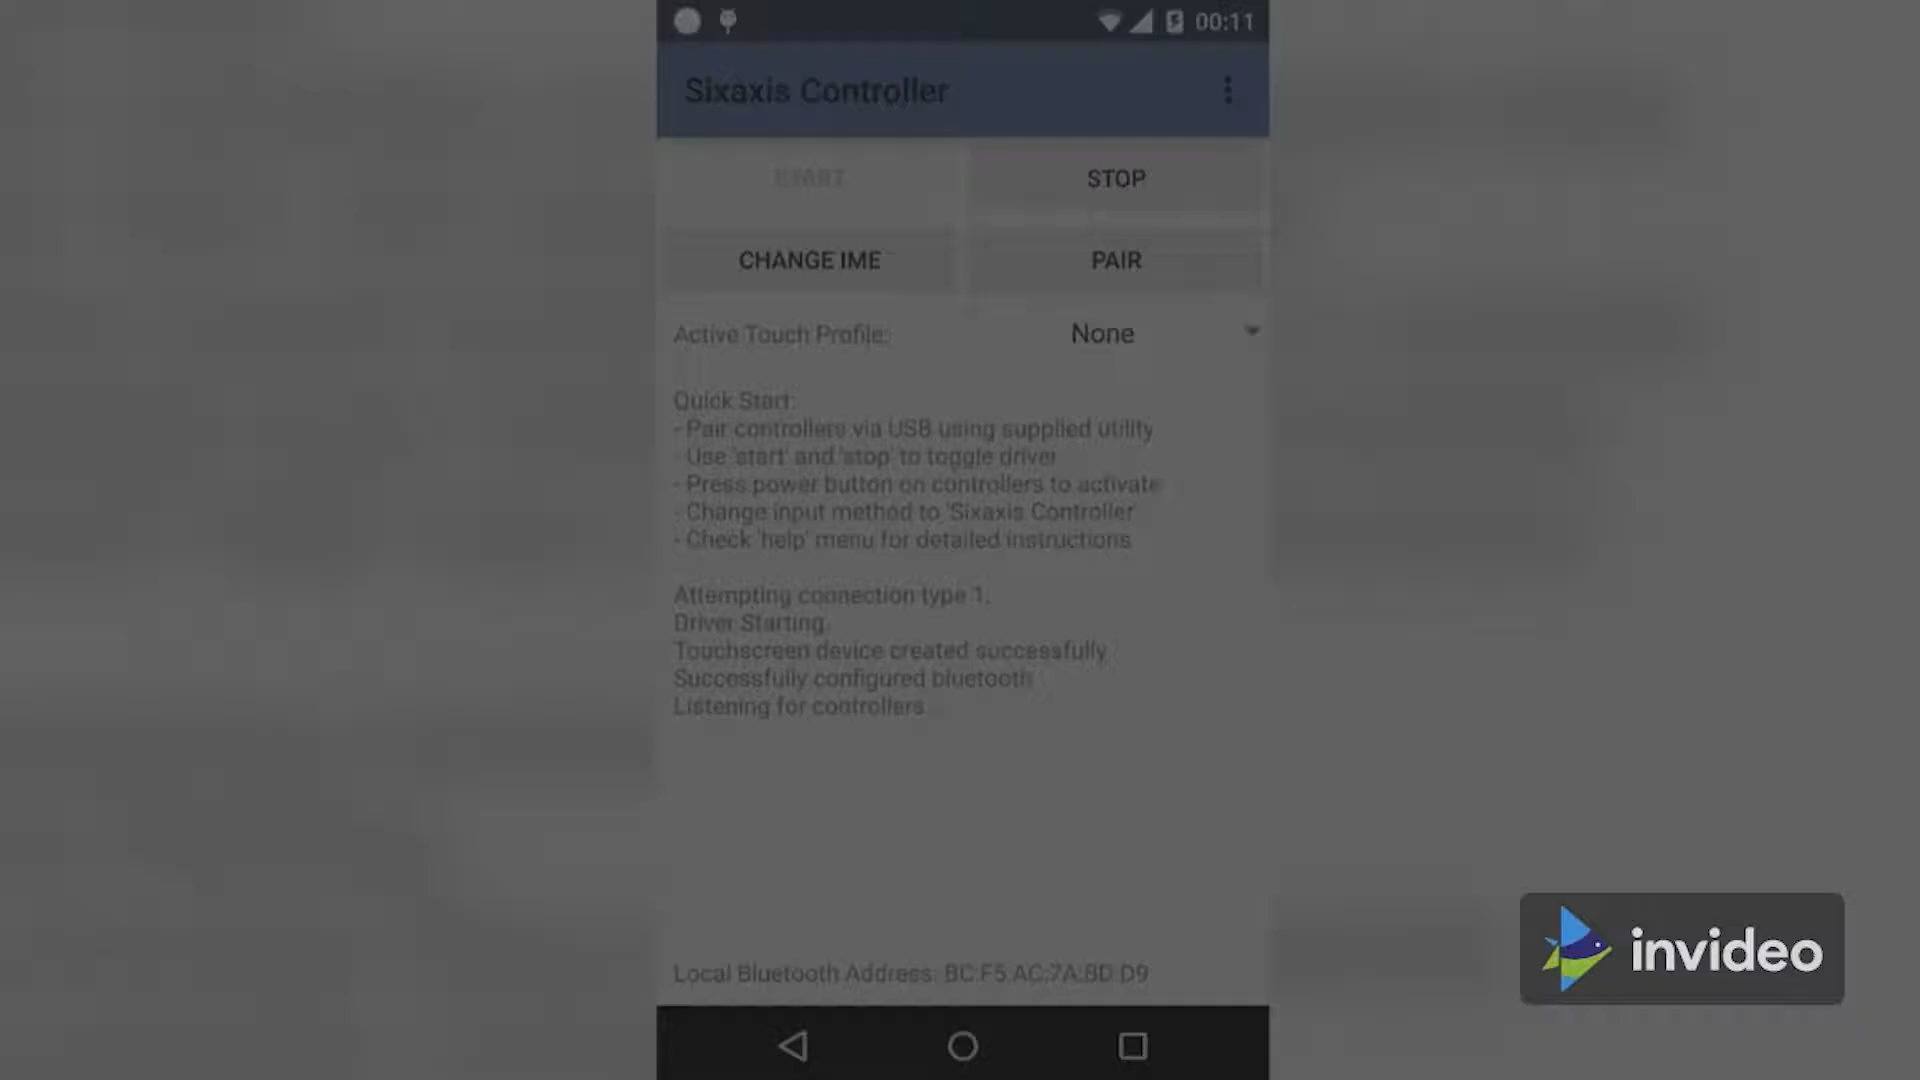 00:11
Sixaxis Controller
START STOP
CHANGE IME PAIR
Active Touch Profile: None
Quick Start:
- Pair controllers via USB using supplied utility
- Use 'start' and 'stop' to toggle driver
- Press power button on controllers to activate
- Change input method to 'Sixaxis Controller'
- Check 'help' menu for detailed instructions
Attempting connection type 1.
Driver Starting.
Touchscreen device created successfully
Successfully configured bluetooth
Listening for controllers...
Local Bluetooth Address: BC:F5:AC:7A:8D:D9
invideo